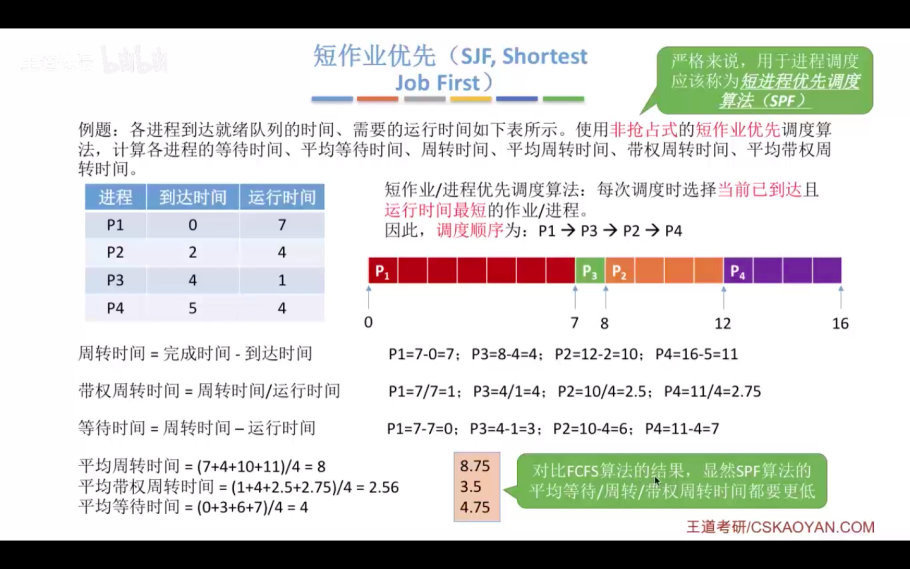 短作业优先（SJF, Shortest
Job First）
严格来说，用于进程调度
应该称为短进程优先调度
算法（SPF）
例题：各进程到达就绪队列的时间、需要的运行时间如下表所示。使用非抢占式的短作业优先调度算
法，计算各进程的等待时间、平均等待时间、周转时间、平均周转时间、带权周转时间、平均带权周
转时间。
进程 到达时间 运行时间
P1 0 7
P2 2 4
P3 4 1
P4 5 4
短作业/进程优先调度算法：每次调度时选择当前已到达且
运行时间最短的作业/进程。
因此，调度顺序为：P1 → P3 → P2 → P4
P1 P3 P2 P4
0 7 8 12 16
周转时间 = 完成时间 - 到达时间 P1=7-0=7；P3=8-4=4；P2=12-2=10；P4=16-5=11
带权周转时间 = 周转时间/运行时间 P1=7/7=1；P3=4/1=4；P2=10/4=2.5；P4=11/4=2.75
等待时间 = 周转时间 – 运行时间 P1=7-7=0；P3=4-1=3；P2=10-4=6；P4=11-4=7
平均周转时间 = (7+4+10+11)/4 = 8 8.75
平均带权周转时间 = (1+4+2.5+2.75)/4 = 2.56 3.5
平均等待时间 = (0+3+6+7)/4 = 4 4.75
对比FCFS算法的结果，显然SPF算法的
平均等待/周转/带权周转时间都要更低
王道考研/CSKAOYAN.COM